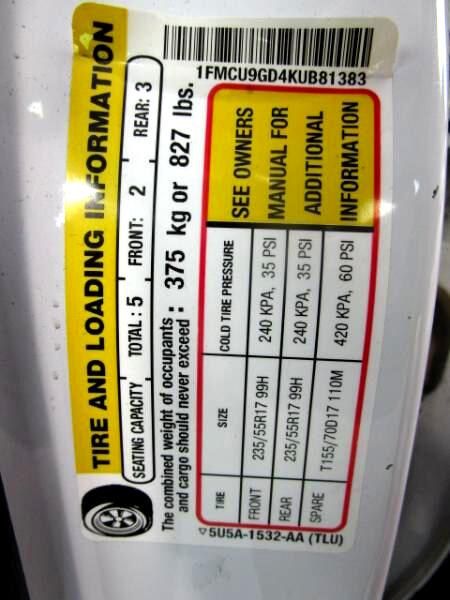 TIRE AND LOADING INFORMATION
SEATING CAPACITY TOTAL: 5 FRONT: 2 REAR: 3
The combined weight of occupants
and cargo should never exceed: 375 kg or 827 lbs.
TIRE SIZE COLD TIRE PRESSURE
FRONT 235/55R17 99H 240 KPA, 35 PSI
REAR 235/55R17 99H 240 KPA, 35 PSI
SPARE T155/70D17 110M 420 KPA, 60 PSI
SEE OWNERS
MANUAL FOR
ADDITIONAL
INFORMATION
5U5A-1532-AA (TLU)
1FMCU9GD4KUB81383